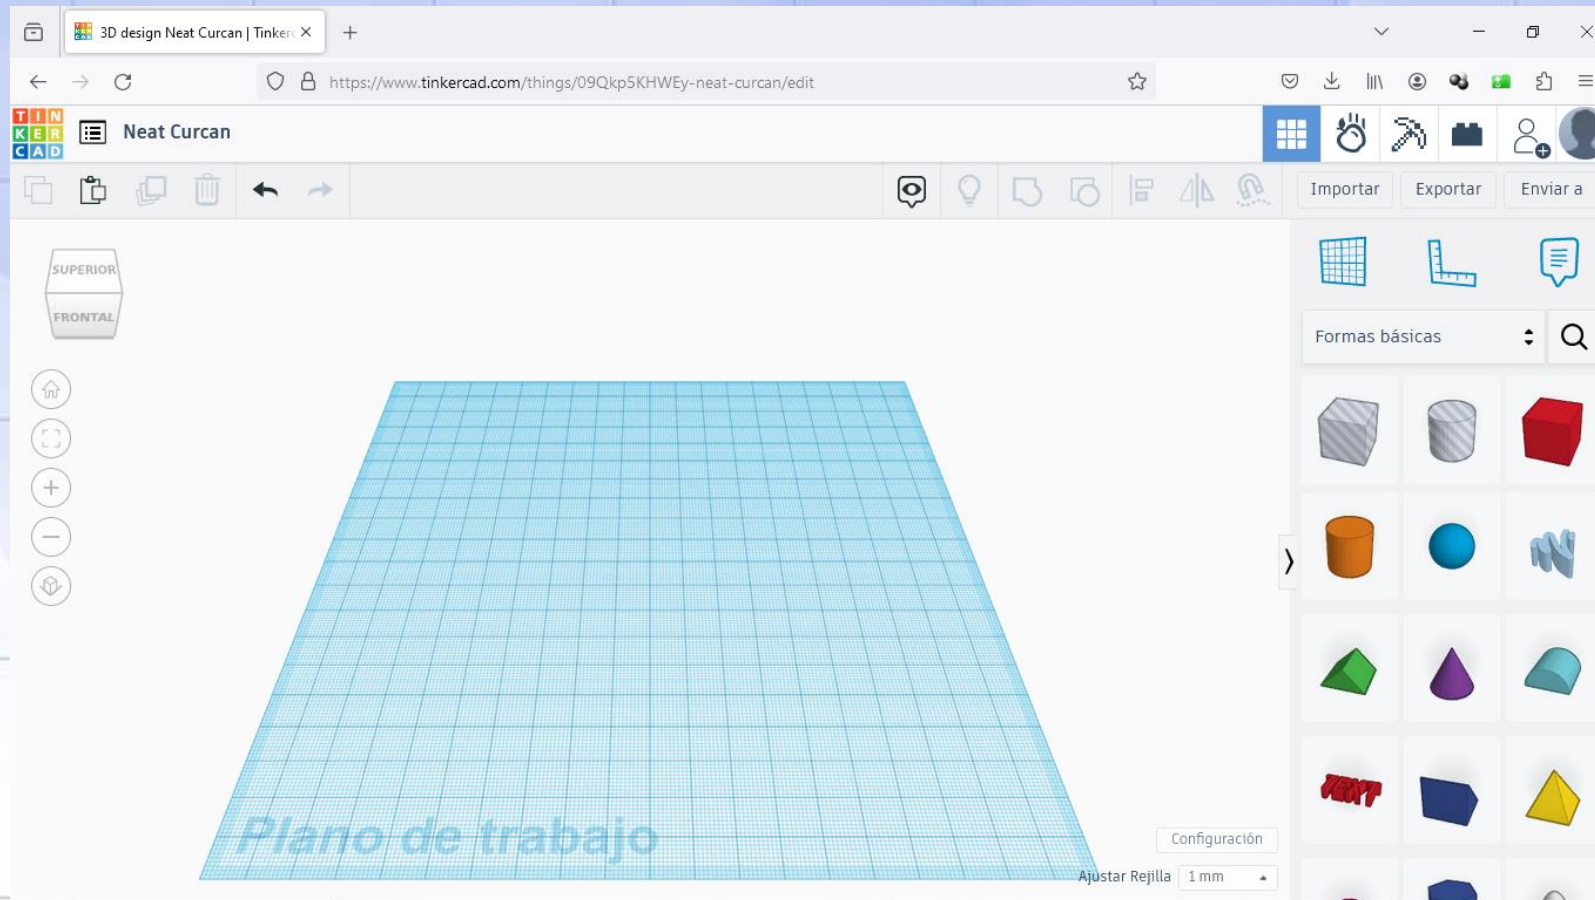 3D design Neat Curcan | Tinker
https://www.tinkercad.com/things/09Qkp5KHWEy-neat-curcan/edit
TIN
KER
CAD
Neat Curcan
Importar
Exportar
Enviar a
SUPERIOR
FRONTAL
Formas básicas
TEXT
Plano de trabajo
Configuración
Ajustar Rejilla
1 mm